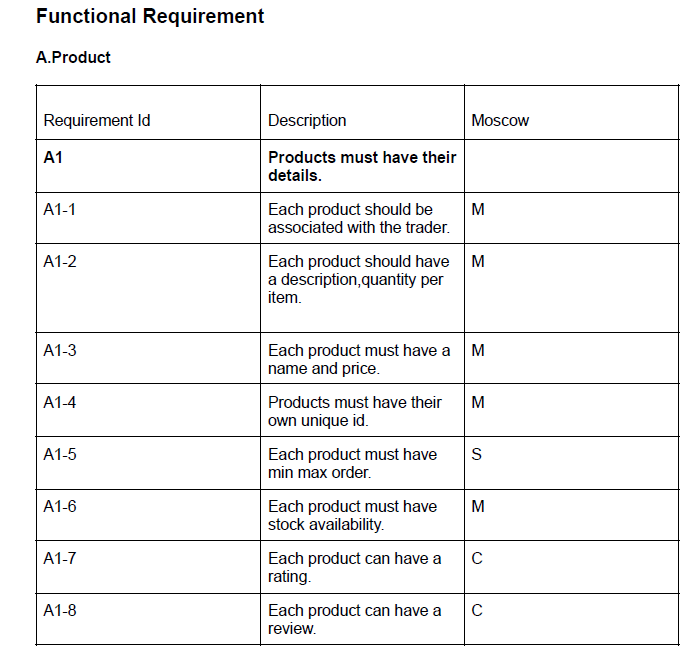 Functional Requirement
A.Product
Requirement Id
Description
Moscow
A1
Products must have their
details.
A1-1
Each product should be
associated with the trader.
M
A1-2
Each product should have
a description,quantity per
item.
M
A1-3
Each product must have a
name and price.
M
A1-4
Products must have their
own unique id.
M
A1-5
Each product must have
min max order.
S
A1-6
Each product must have
stock availability.
M
A1-7
Each product can have a
rating.
C
A1-8
Each product can have a
review.
C